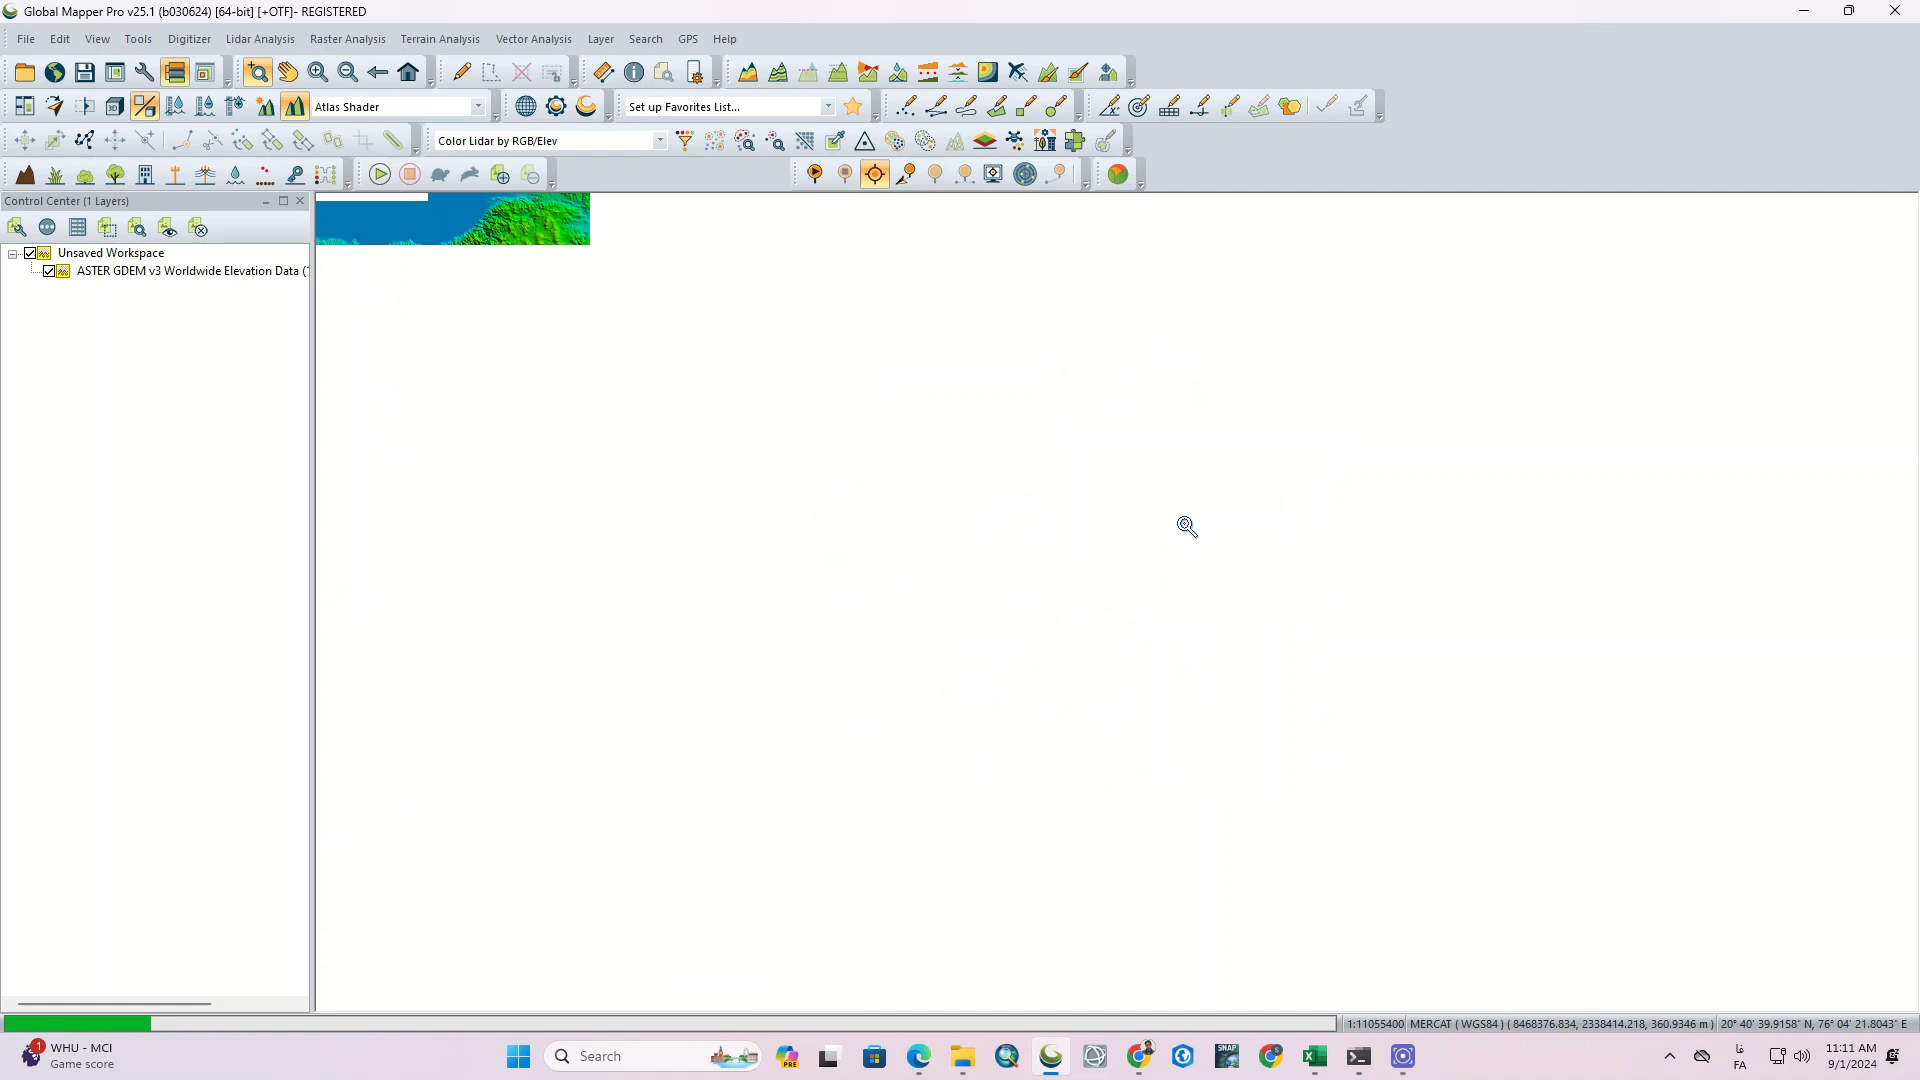 Global Mapper Pro v25.1 (b030624) [64-bit] [+OTF]- REGISTERED
File Edit View Tools Digitizer Lidar Analysis Raster Analysis Terrain Analysis Vector Analysis Layer Search GPS Help
Atlas Shader Set up Favorites List...
Color Lidar by RGB/Elev
Control Center (1 Layers)
Unsaved Workspace
ASTER GDEM v3 Worldwide Elevation Data (
1:11055400 MERCAT ( WGS84 ) ( 8468376.834, 2338414.218, 360.9346 m ) 20° 40' 39.9158" N, 76° 04' 21.8043" E
1 WHU - MCI
Game score
Search
PRE
SNAP
فا
FA
11:11 AM
9/1/2024